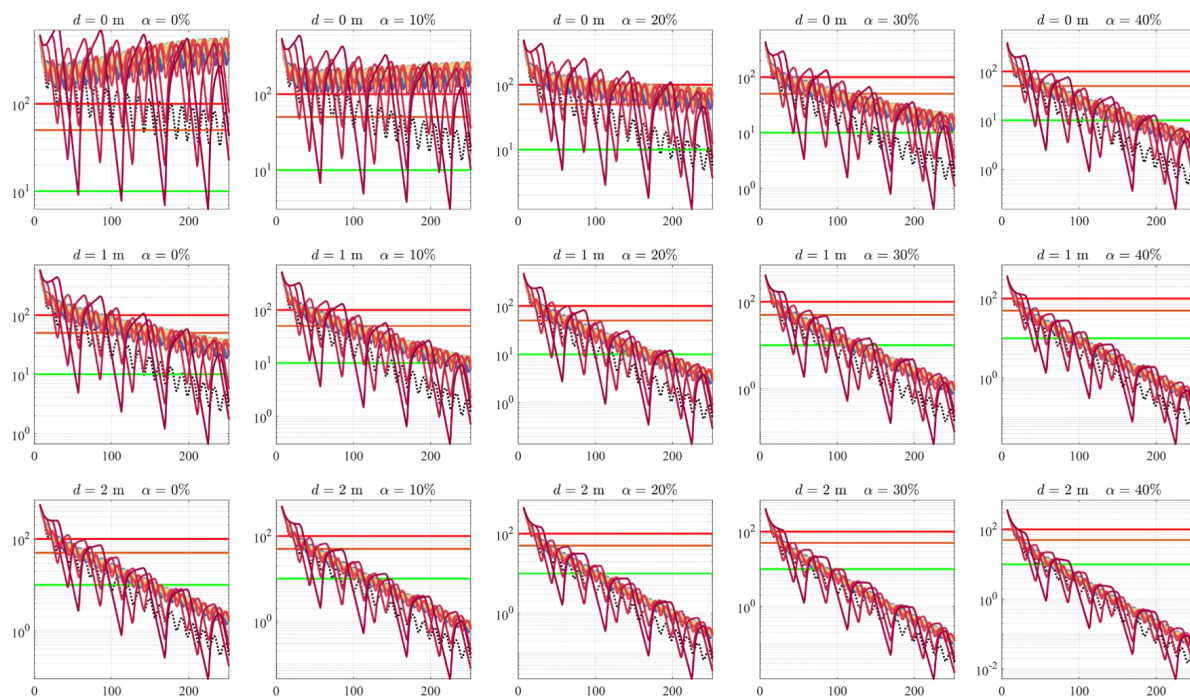 d = 0 m α = 0%
d = 0 m α = 10%
d = 0 m α = 20%
d = 0 m α = 30%
d = 0 m α = 40%
10²
10¹
0 100 200
10²
10¹
0 100 200
10²
10¹
0 100 200
10²
10¹
10⁰
0 100 200
10²
10¹
10⁰
0 100 200
d = 1 m α = 0%
d = 1 m α = 10%
d = 1 m α = 20%
d = 1 m α = 30%
d = 1 m α = 40%
10²
10¹
10⁰
0 100 200
10²
10¹
10⁰
0 100 200
10²
10¹
10⁰
0 100 200
10²
10¹
10⁰
0 100 200
10²
10⁰
0 100 200
d = 2 m α = 0%
d = 2 m α = 10%
d = 2 m α = 20%
d = 2 m α = 30%
d = 2 m α = 40%
10²
10⁰
0 100 200
10²
10⁰
0 100 200
10²
10⁰
0 100 200
10²
10⁰
0 100 200
10²
10⁰
10⁻²
0 100 200